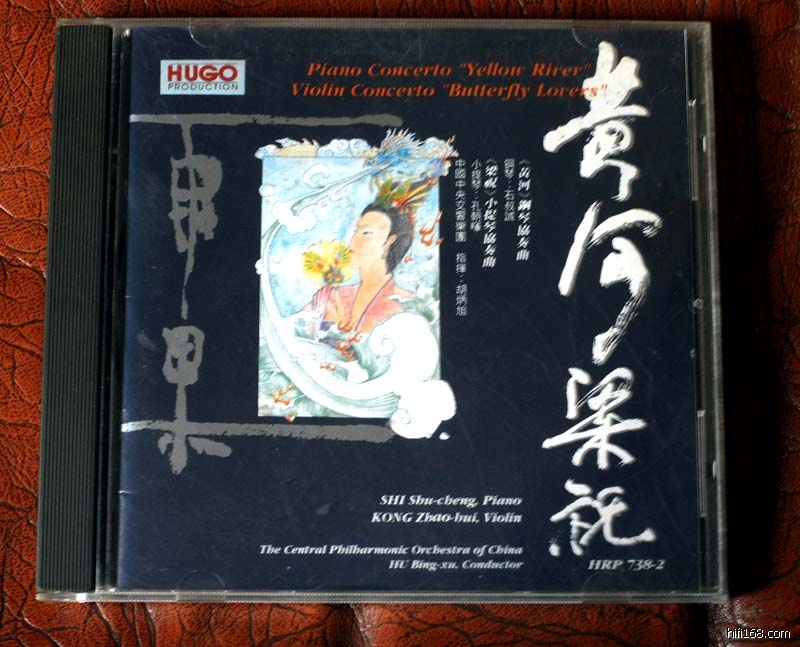 HUGO
PRODUCTION
Piano Concerto "Yellow River"
Violin Concerto "Butterfly Lovers"
黄河梁祝
《黃河》鋼琴協奏曲
鋼琴：石叔誠
《梁祝》小提琴協奏曲
小提琴：孔朝暉
中國中央交響樂團 指揮：胡炳旭
SHI Shu-cheng, Piano
KONG Zhao-hui, Violin
The Central Philharmonic Orchestra of China
HU Bing-xu, Conductor
HRP 738-2
hifi168.com